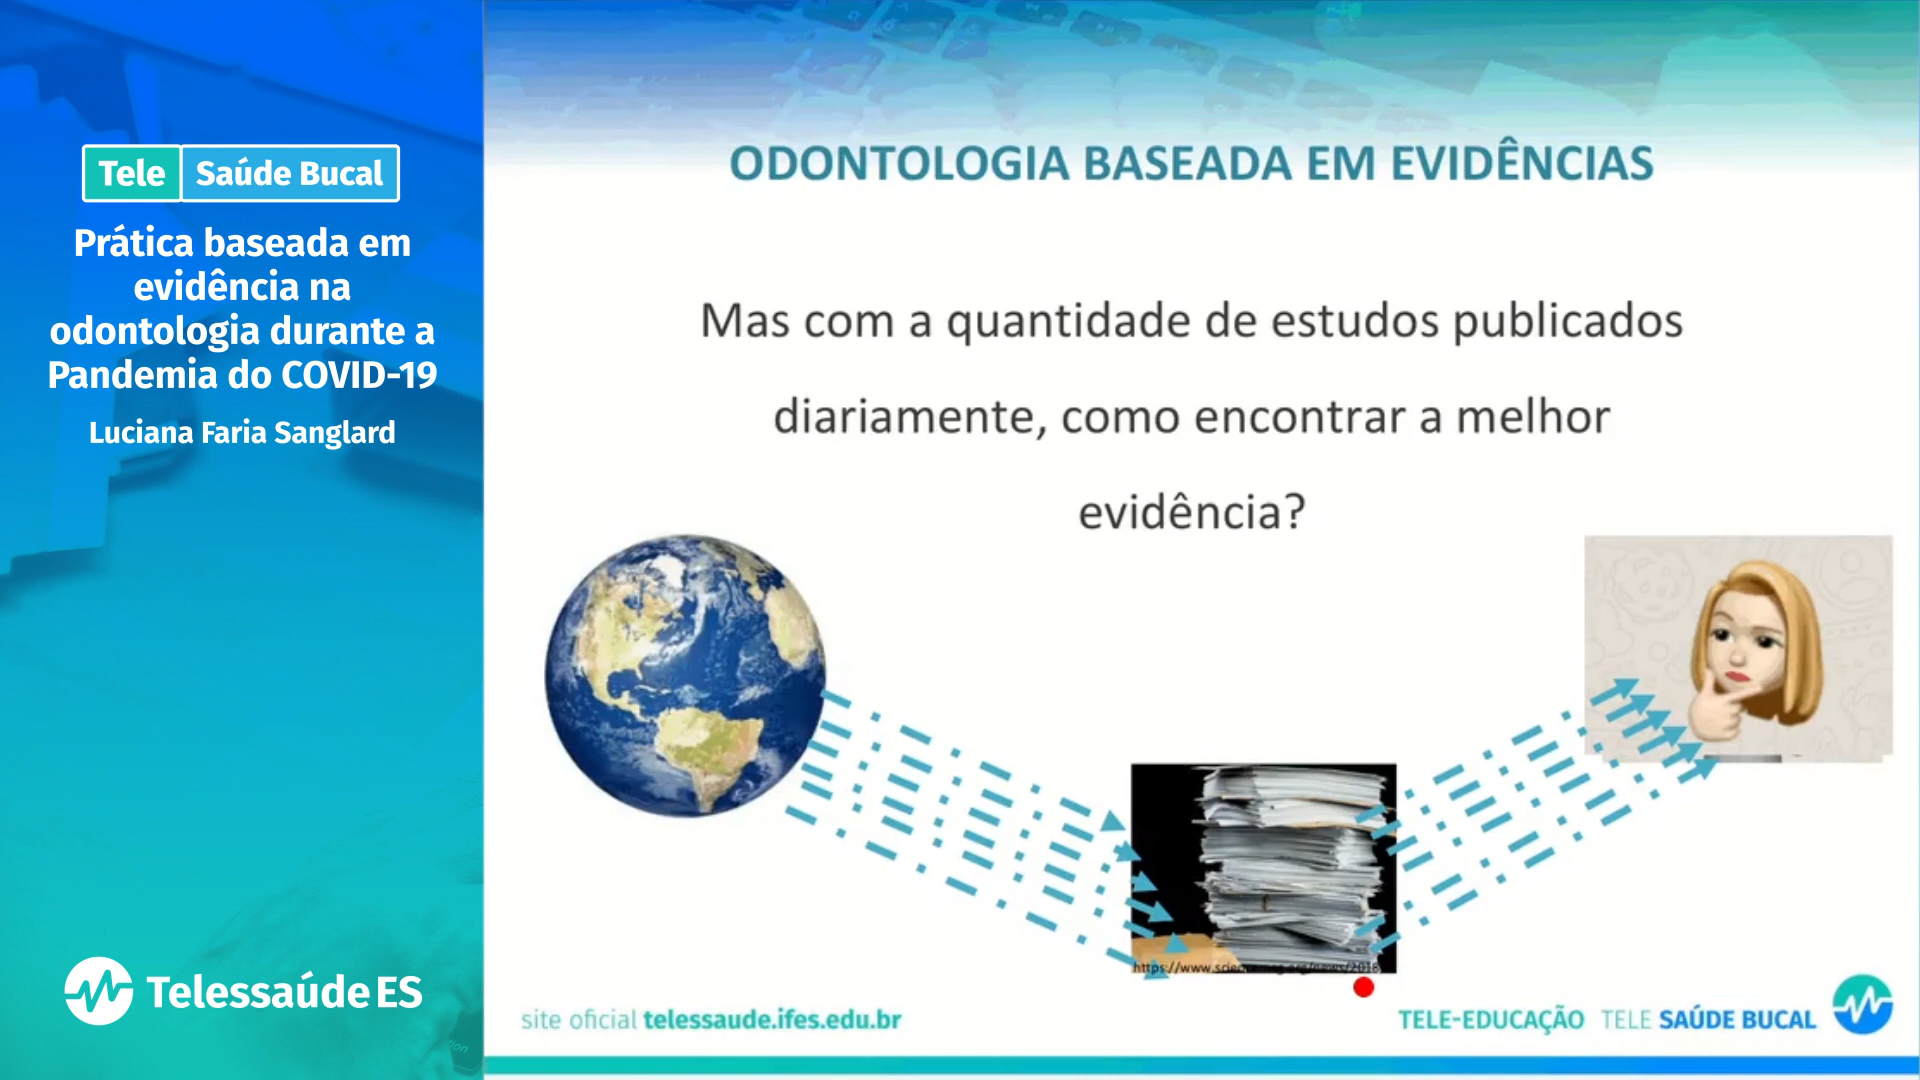 Tele Saúde Bucal
Prática baseada em
evidência na
odontologia durante a
Pandemia do COVID-19
Luciana Faria Sanglard
TelessaúdeES
ODONTOLOGIA BASEADA EM EVIDÊNCIAS
Mas com a quantidade de estudos publicados
diariamente, como encontrar a melhor
evidência?
site oficial telessaude.ifes.edu.br
TELE-EDUCAÇÃO TELE SAÚDE BUCAL